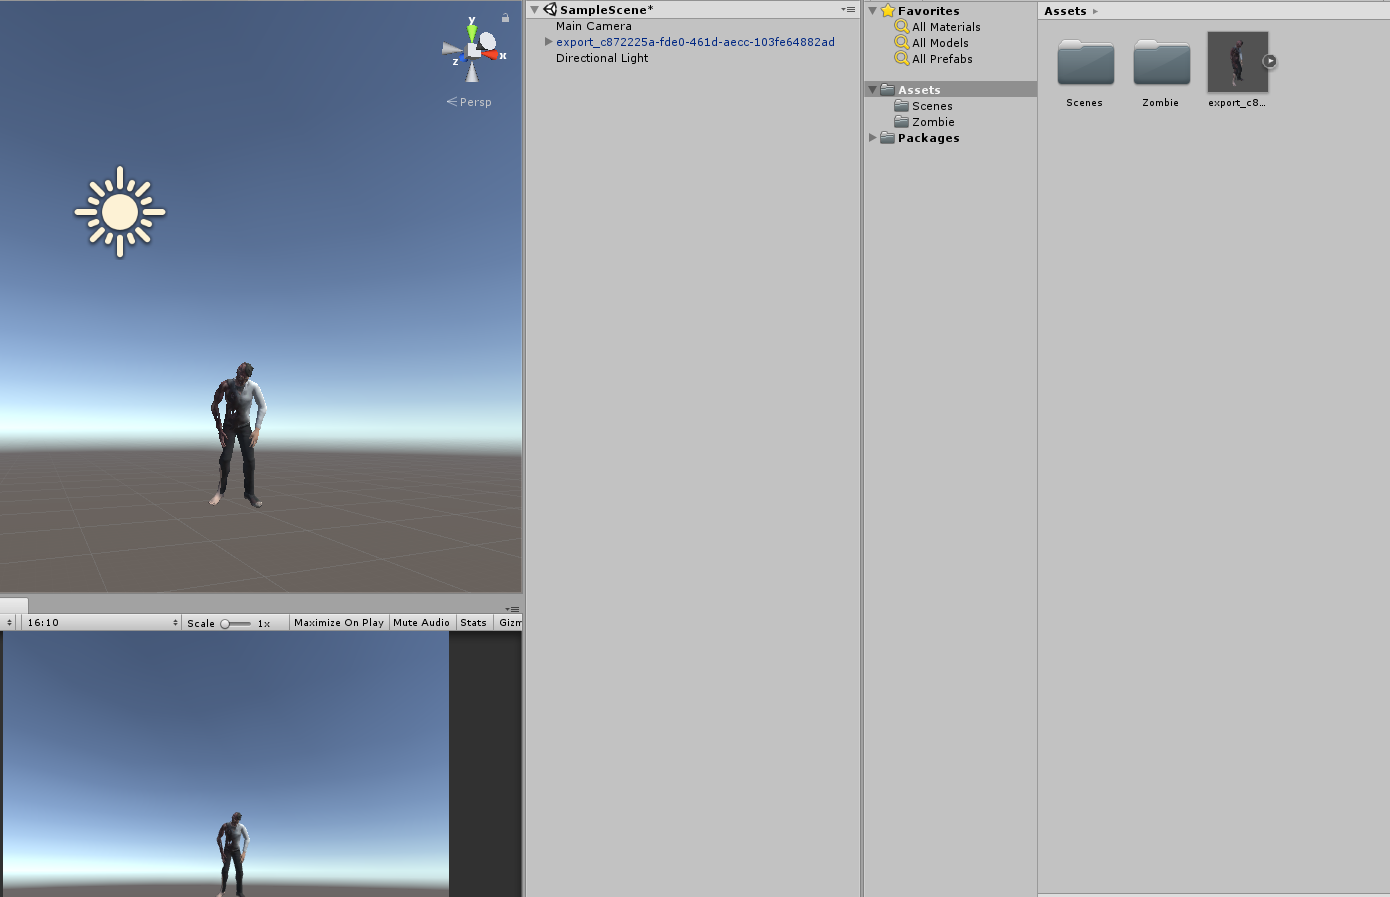 y
x
z
Persp
16:10
Scale 1x Maximize On Play Mute Audio Stats Gizm
SampleScene*
Main Camera
export_c872225a-fde0-461d-aecc-103fe64882ad
Directional Light
Favorites
All Materials
All Models
All Prefabs
Assets
Scenes
Zombie
Packages
Assets
Scenes Zombie export_c8...